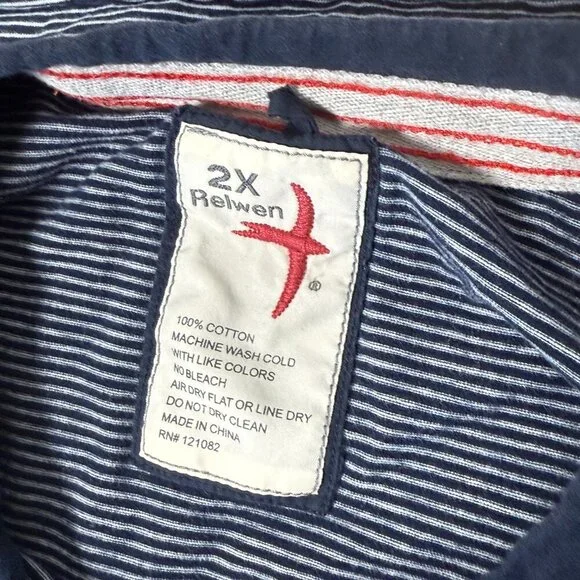 2X
Relwen
®
100% COTTON
MACHINE WASH COLD
WITH LIKE COLORS
NO BLEACH
AIR DRY FLAT OR LINE DRY
DO NOT DRY CLEAN
MADE IN CHINA
RN# 121082